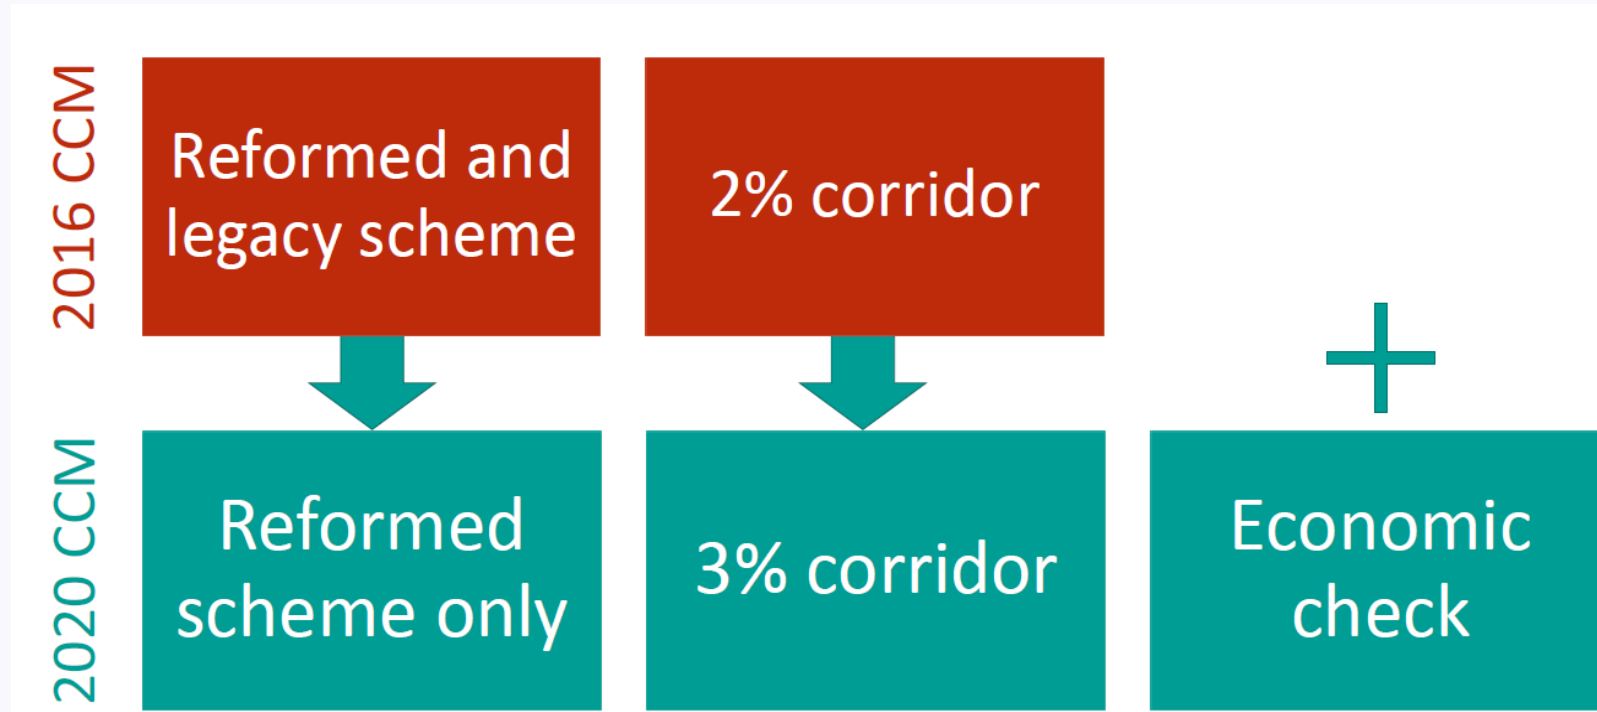 2016 CCM
Reformed and
legacy scheme
2% corridor
2020 CCM
Reformed
scheme only
3% corridor
Economic
check